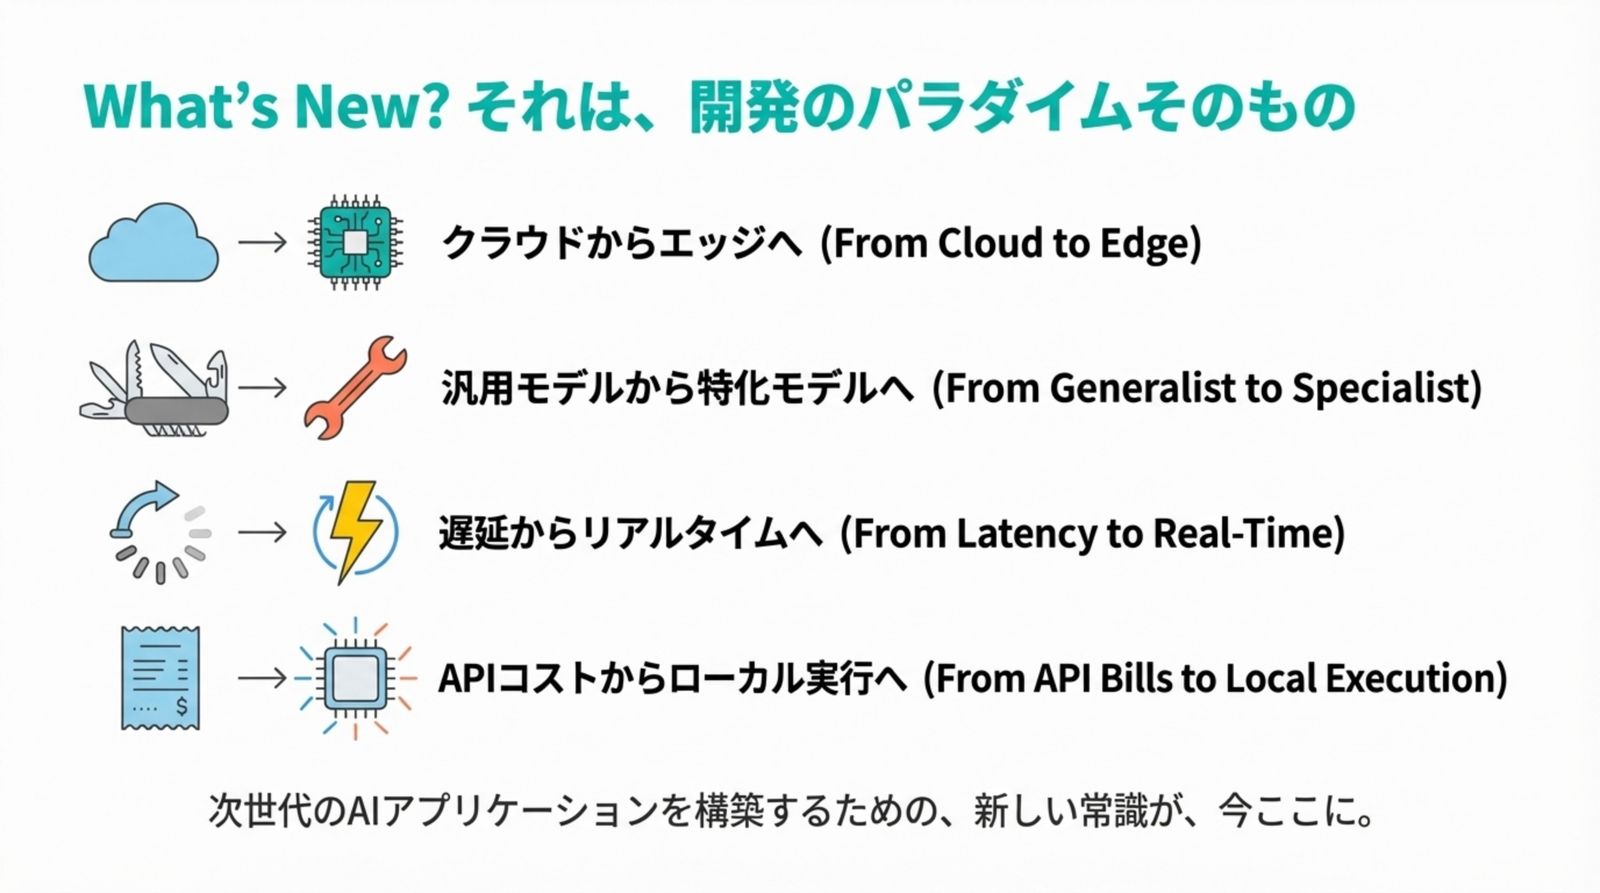 What's New? それは、開発のパラダイムそのもの
クラウドからエッジへ (From Cloud to Edge)
汎用モデルから特化モデルへ (From Generalist to Specialist)
遅延からリアルタイムへ (From Latency to Real-Time)
$
APIコストからローカル実行へ (From API Bills to Local Execution)
次世代のAIアプリケーションを構築するための、新しい常識が、今ここに。